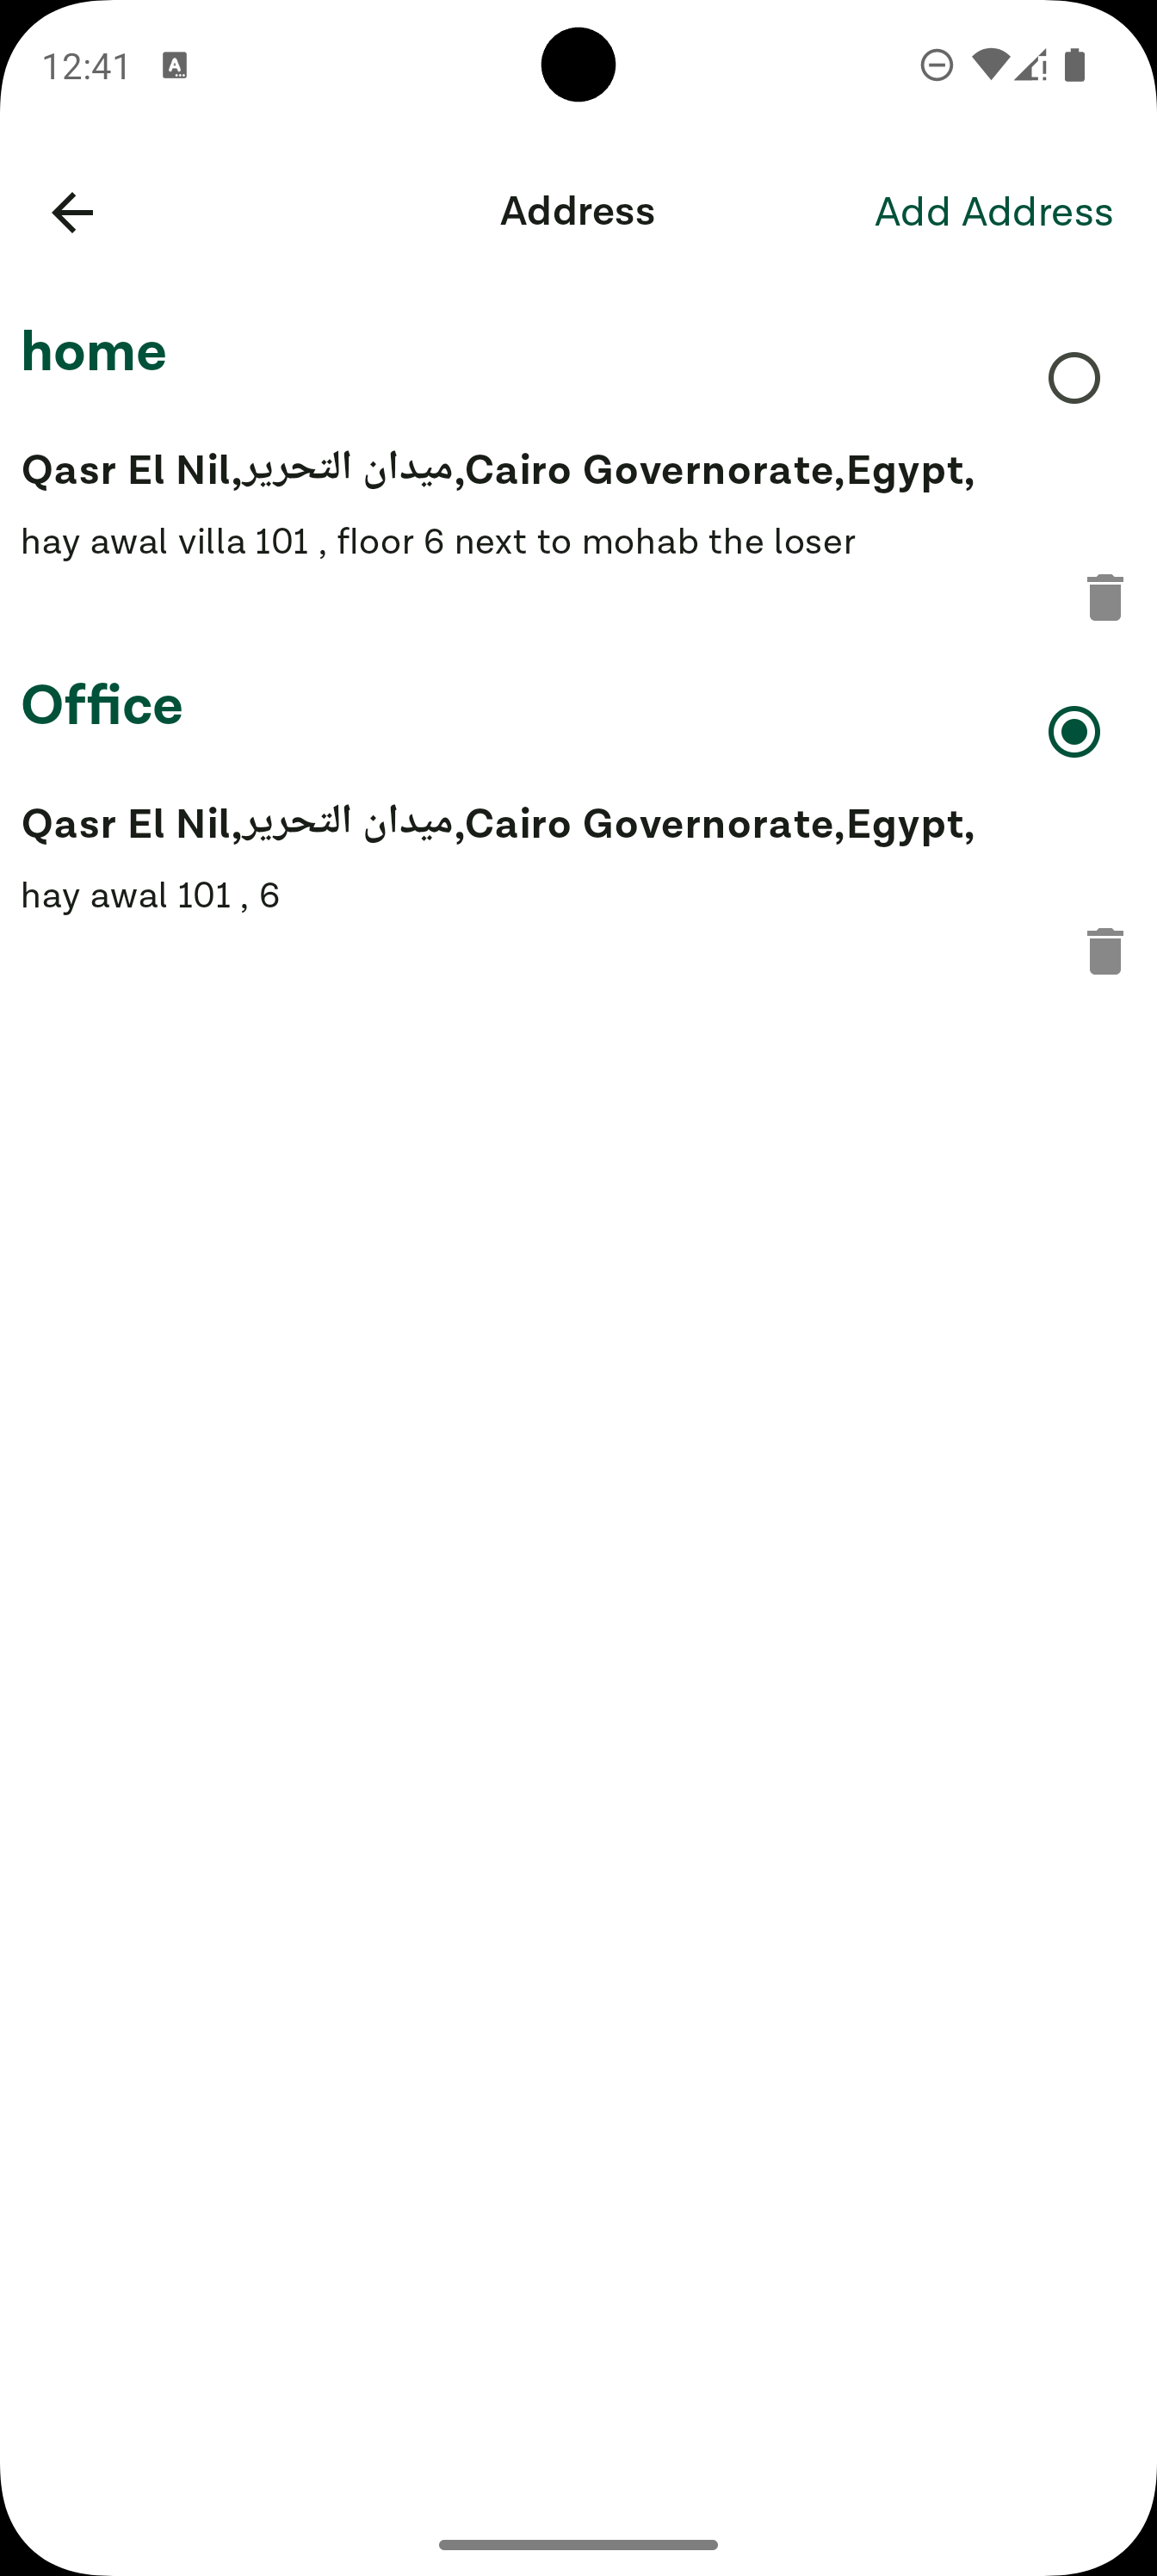 12:41
Address
Add Address
home
Qasr El Nil,ميدان التحرير,Cairo Governorate,Egypt,
hay awal villa 101 , floor 6 next to mohab the loser
Office
Qasr El Nil,ميدان التحرير,Cairo Governorate,Egypt,
hay awal 101 , 6